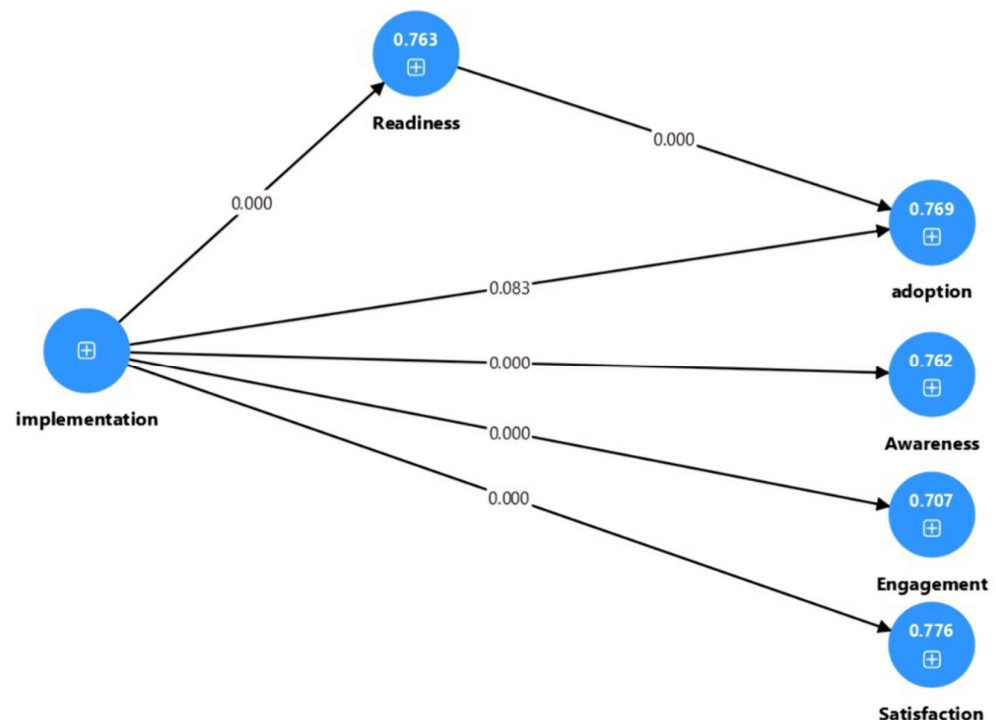 0.763
Readiness
0.000
0.000
0.769
adoption
0.083
implementation
0.000
0.762
Awareness
0.000
0.707
Engagement
0.000
0.776
Satisfaction